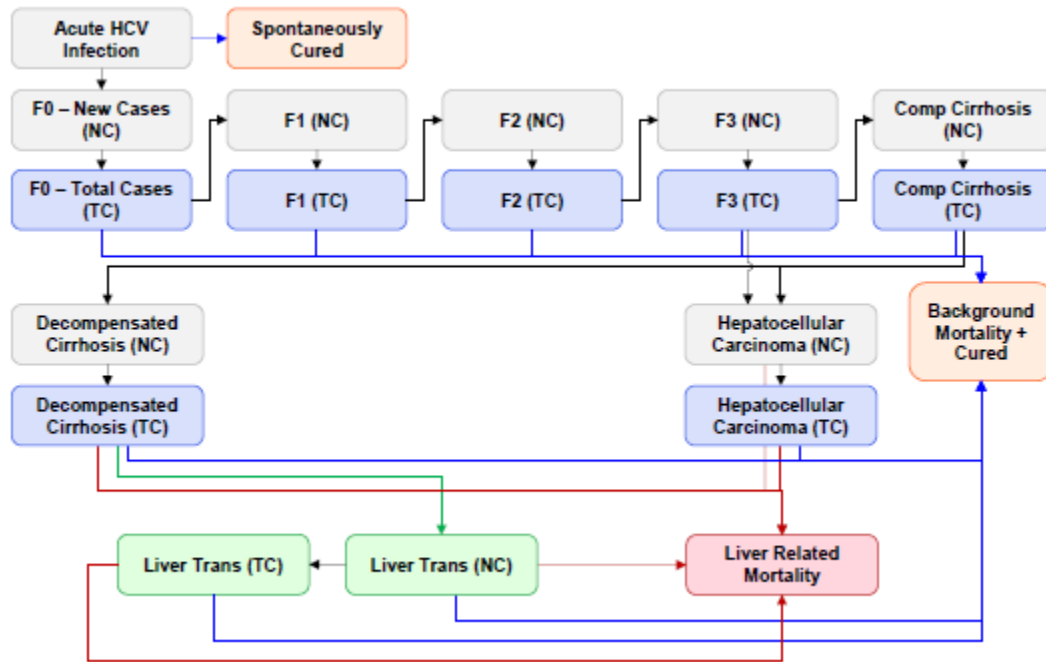 Acute HCV
Infection
Spontaneously
Cured
F0 – New Cases
(NC)
F1 (NC)
F2 (NC)
F3 (NC)
Comp Cirrhosis
(NC)
F0 – Total Cases
(TC)
F1 (TC)
F2 (TC)
F3 (TC)
Comp Cirrhosis
(TC)
Decompensated
Cirrhosis (NC)
Hepatocellular
Carcinoma (NC)
Background
Mortality +
Cured
Decompensated
Cirrhosis (TC)
Hepatocellular
Carcinoma (TC)
Liver Trans (TC)
Liver Trans (NC)
Liver Related
Mortality